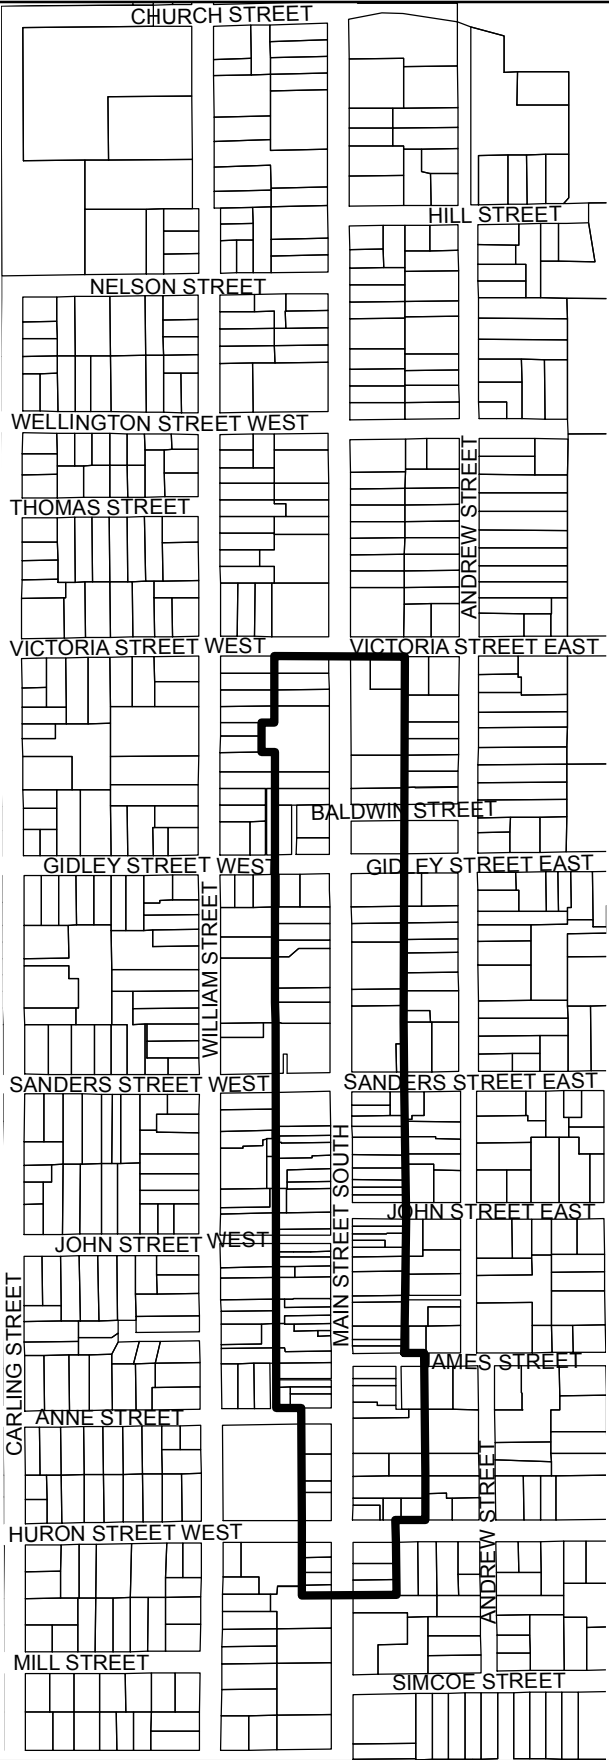 CHURCH STREET
HILL STREET
NELSON STREET
WELLINGTON STREET WEST
ANDREW STREET
THOMAS STREET
VICTORIA STREET WEST
VICTORIA STREET EAST
BALDWIN STREET
GIDLEY STREET WEST
GIDLEY STREET EAST
WILLIAM STREET
SANDERS STREET WEST
SANDERS STREET EAST
MAIN STREET SOUTH
JOHN STREET EAST
JOHN STREET WEST
CARLING STREET
AMES STREET
ANNE STREET
ANDREW STREET
HURON STREET WEST
MILL STREET
SIMCOE STREET